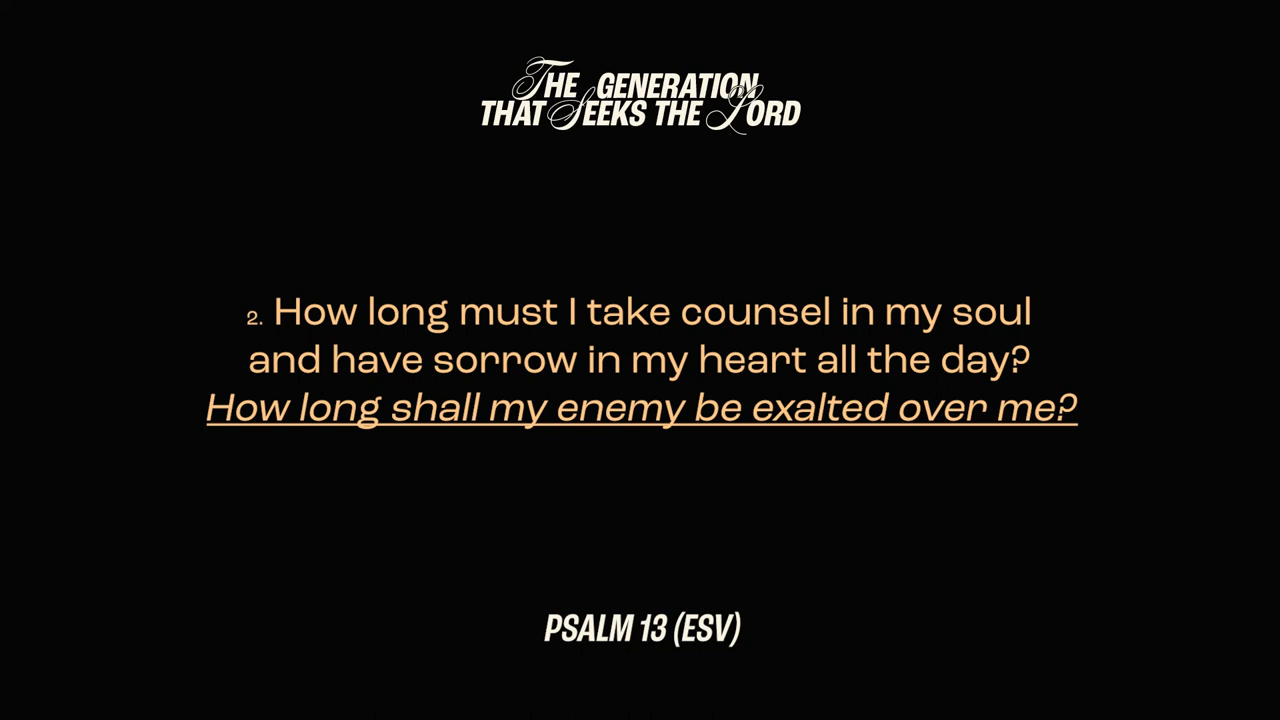 THE GENERATION
THAT SEEKS THE LORD
2. How long must I take counsel in my soul
and have sorrow in my heart all the day?
How long shall my enemy be exalted over me?
PSALM 13 (ESV)